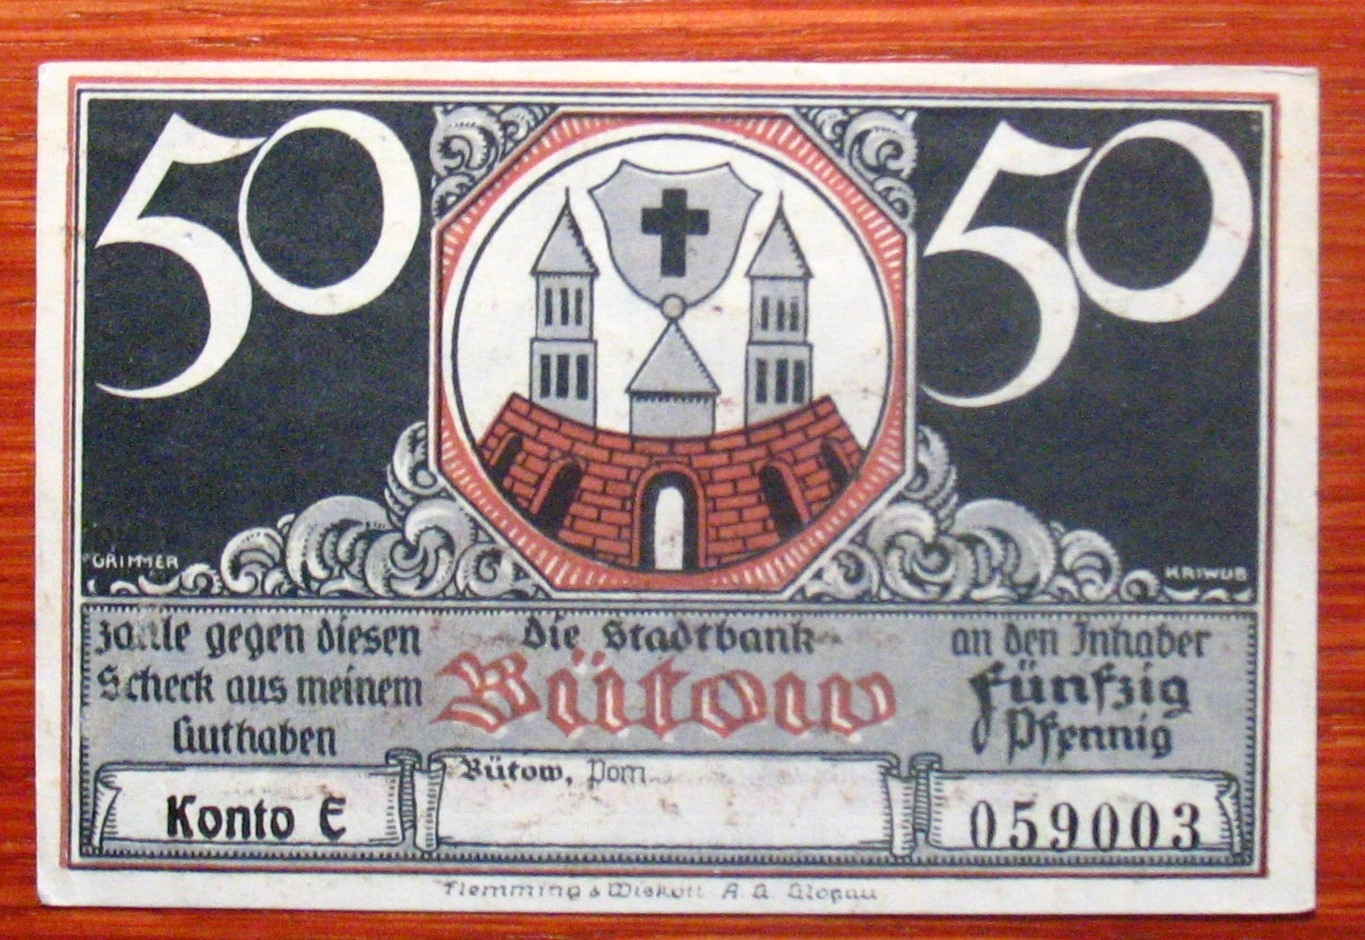 50
50
GRIMMER
KRIWUB
zahle gegen diesen
Scheck aus meinem
Guthaben
die Stadtbank
Bütow
an den Inhaber
Fünfzig
Pfennig
Konto E
Bütow, Pom.
059003
Flemming & Wiskott A. G. Glogau